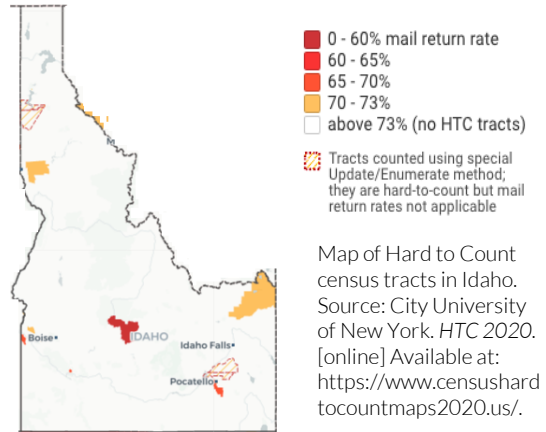 0 - 60% mail return rate
60 - 65%
65 - 70%
70 - 73%
above 73% (no HTC tracts)
Tracts counted using special
Update/Enumerate method;
they are hard-to-count but mail
return rates not applicable
Map of Hard to Count
census tracts in Idaho.
Source: City University
of New York. HTC 2020.
[online] Available at:
https://www.censushard
tocountmaps2020.us/.
Boise
IDAHO
Idaho Falls
Pocatello